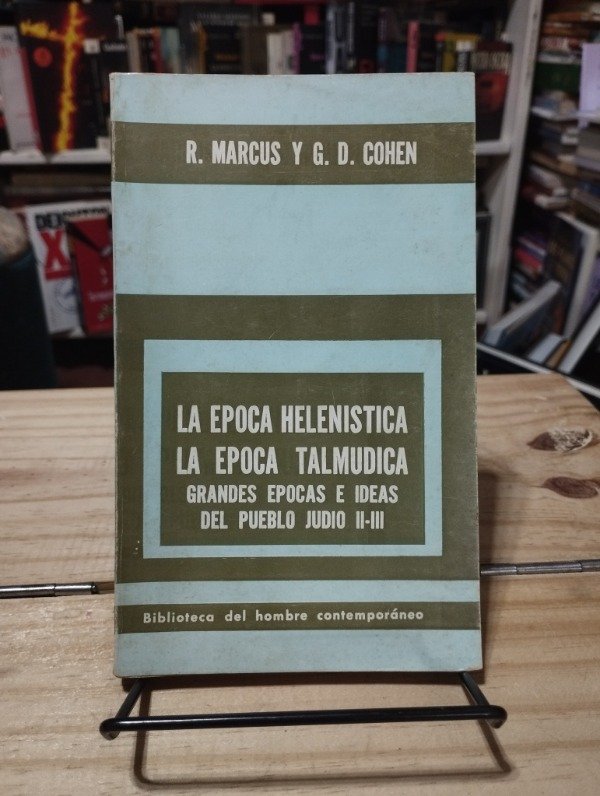 R. MARCUS Y G. D. COHEN
LA EPOCA HELENISTICA
LA EPOCA TALMUDICA
GRANDES EPOCAS E IDEAS
DEL PUEBLO JUDIO II-III
Biblioteca del hombre contemporáneo